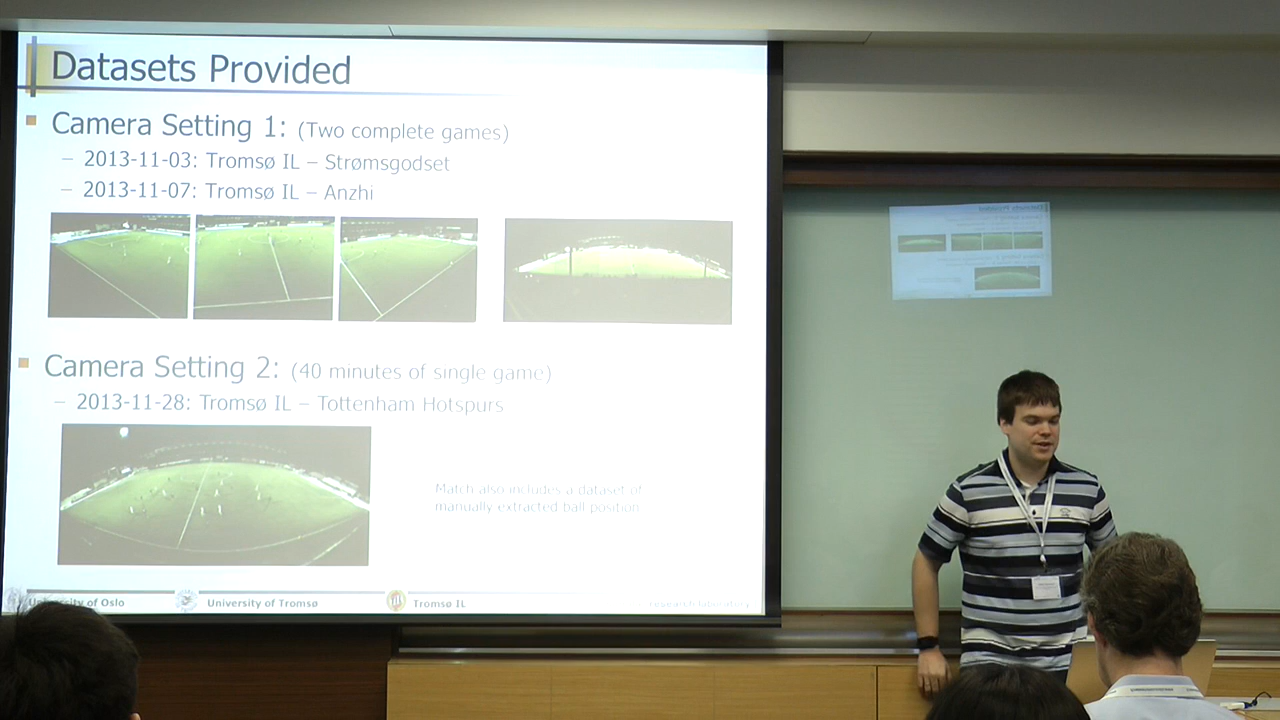 Datasets Provided
Camera Setting 1: (Two complete games)
– 2013-11-03: Tromsø IL – Strømsgodset
– 2013-11-07: Tromsø IL – Anzhi
Camera Setting 2: (40 minutes of single game)
– 2013-11-28: Tromsø IL – Tottenham Hotspurs
Match also includes a dataset of
manually extracted ball position
University of Oslo
University of Tromsø
Tromsø IL
research laboratory